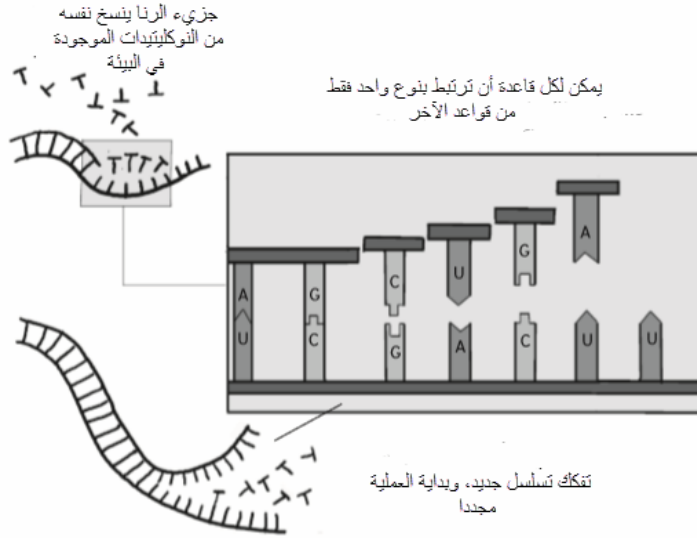 جزيء الرنا ينسخ نفسه
من النوكليتيدات الموجودة
في البيئة
يمكن لكل قاعدة أن ترتبط بنوع واحد فقط
من قواعد الآخر
A G C U G A
U C G A C U U
تفكك تسلسل جديد، وبداية العملية
مجددا